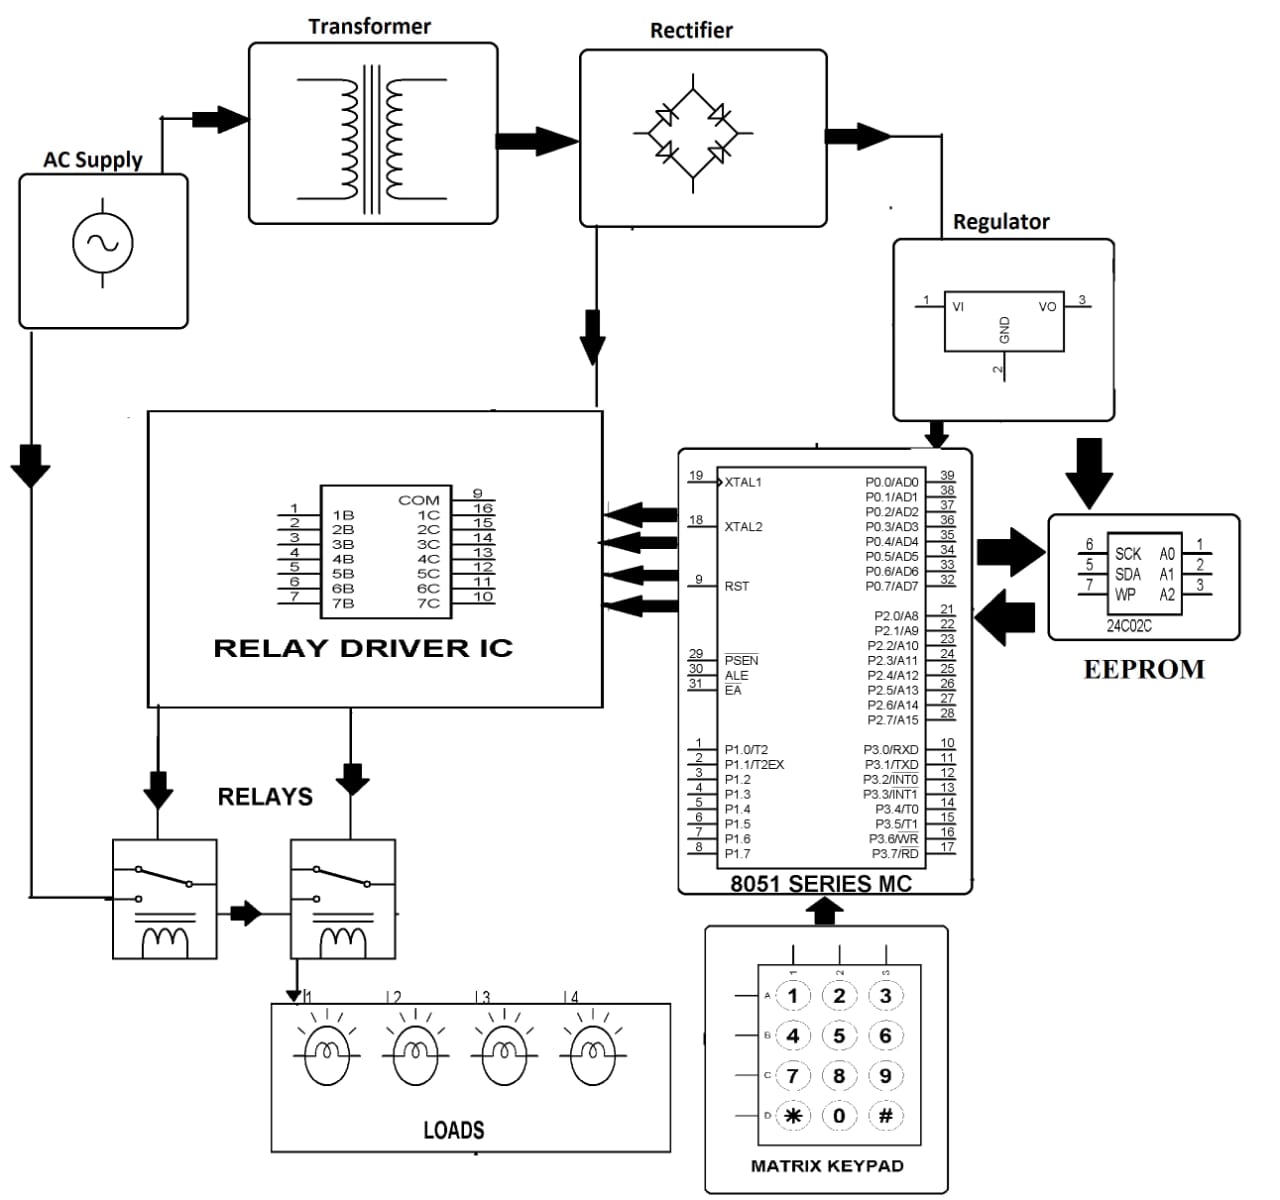 Transformer
Rectifier
AC Supply
Regulator
1 VI VO 3
GND
2
COM 9
1 1B 1C 16
2 2B 2C 15
3 3B 3C 14
4 4B 4C 13
5 5B 5C 12
6 6B 6C 11
7 7B 7C 10
RELAY DRIVER IC
19 XTAL1 P0.0/AD0 39
P0.1/AD1 38
P0.2/AD2 37
18 XTAL2 P0.3/AD3 36
P0.4/AD4 35
P0.5/AD5 34
P0.6/AD6 33
9 RST P0.7/AD7 32
P2.0/A8 21
P2.1/A9 22
P2.2/A10 23
29 PSEN P2.3/A11 24
30 ALE P2.4/A12 25
31 EA P2.5/A13 26
P2.6/A14 27
P2.7/A15 28
1 P1.0/T2 P3.0/RXD 10
2 P1.1/T2EX P3.1/TXD 11
3 P1.2 P3.2/INT0 12
4 P1.3 P3.3/INT1 13
5 P1.4 P3.4/T0 14
6 P1.5 P3.5/T1 15
7 P1.6 P3.6/WR 16
8 P1.7 P3.7/RD 17
8051 SERIES MC
6 SCK A0 1
5 SDA A1 2
7 WP A2 3
24C02C
EEPROM
RELAYS
1 2 3 4
LOADS
1 2 3
A 1 2 3
B 4 5 6
C 7 8 9
D * 0 #
MATRIX KEYPAD